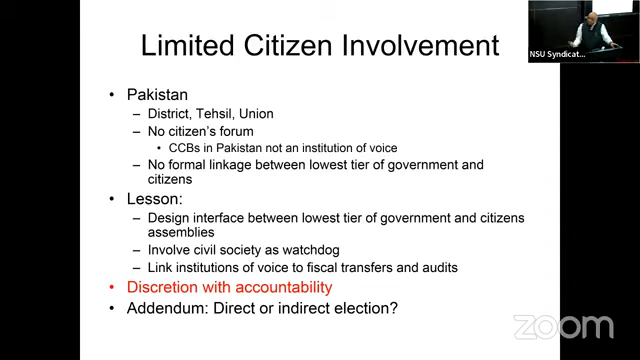 Limited Citizen Involvement
NSU Syndicat...
• Pakistan
– District, Tehsil, Union
– No citizen's forum
• CCBs in Pakistan not an institution of voice
– No formal linkage between lowest tier of government and
citizens
• Lesson:
– Design interface between lowest tier of government and citizens
assemblies
– Involve civil society as watchdog
– Link institutions of voice to fiscal transfers and audits
• Discretion with accountability
• Addendum: Direct or indirect election?
zoom